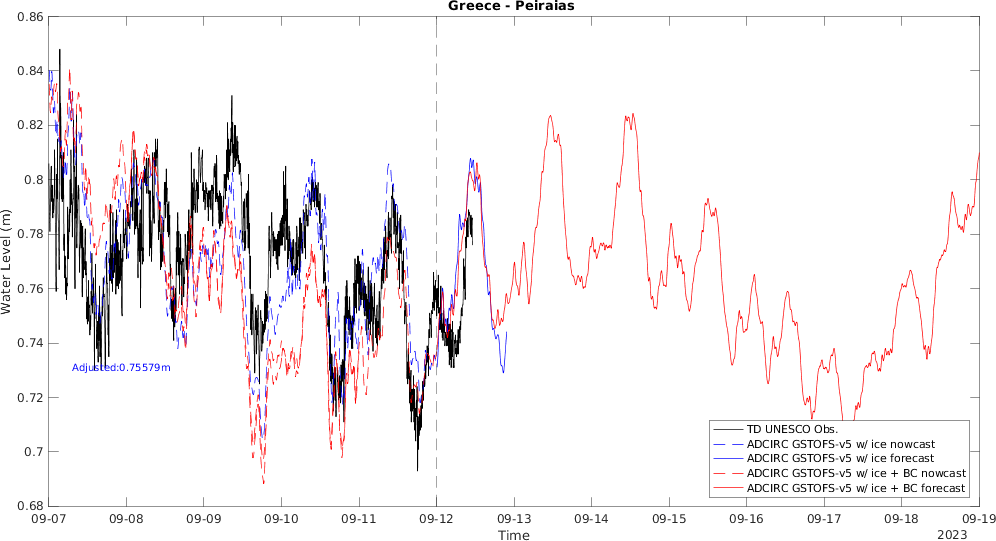 Greece - Peiraias
0.86
0.84
0.82
0.8
0.78
0.76
0.74
0.72
0.7
0.68
Water Level (m)
Adjusted:0.75579m
TD UNESCO Obs.
ADCIRC GSTOFS-v5 w/ ice nowcast
ADCIRC GSTOFS-v5 w/ ice forecast
ADCIRC GSTOFS-v5 w/ ice + BC nowcast
ADCIRC GSTOFS-v5 w/ ice + BC forecast
09-07 09-08 09-09 09-10 09-11 09-12 09-13 09-14 09-15 09-16 09-17 09-18 09-19
Time
2023